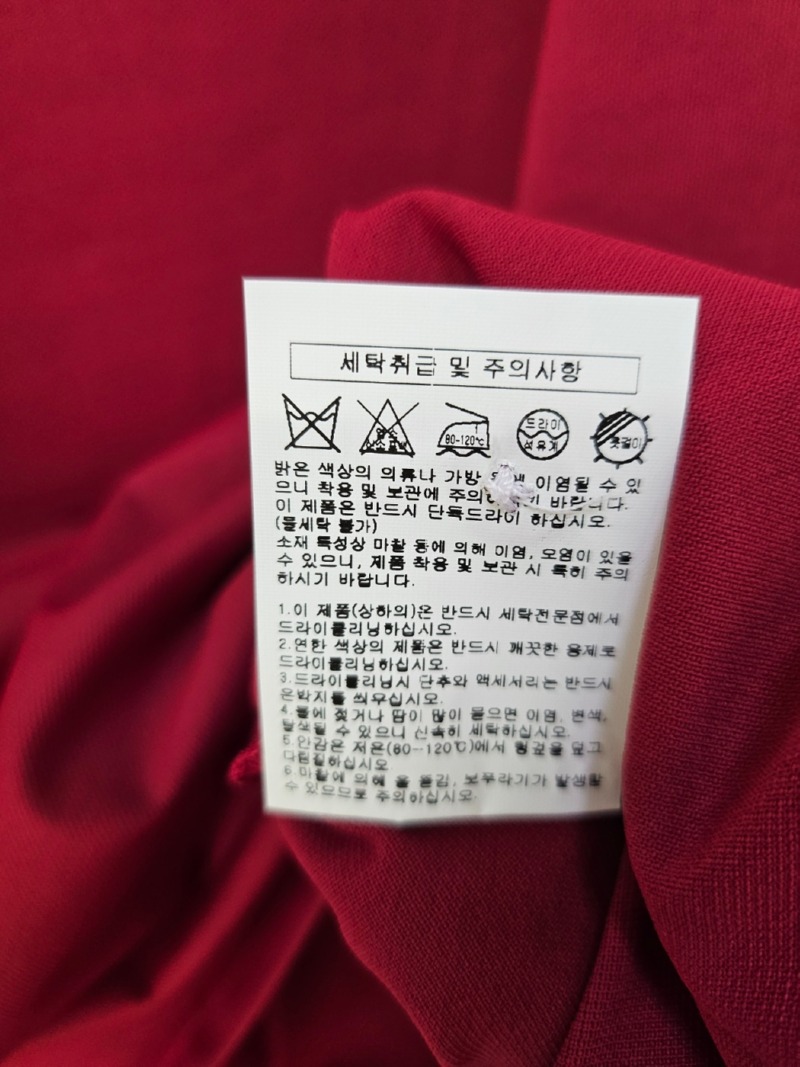 세탁취급 및 주의사항
염소표백
1
80-120℃
드라이
석유계
옷걸이
밝은 색상의 의류나 가방 이염될 수 있
으니 착용 및 보관에 바랍니다.
이 제품은 반드시 단독드라이 하십시오.
(물세탁 불가)
소재 특성상 마찰 등에 의해 이염, 오염이 있을
수 있으니, 제품 착용 및 보관 시 특히 주의
하시기 바랍니다.
1.이 제품(상하의)은 반드시 세탁전문점에서
드라이클리닝하십시오.
2.연한 색상의 제품은 반드시 깨끗한 용제로
드라이클리닝하십시오.
3.드라이클리닝시 단추와 액세서리는 반드시
은박지를 씌우십시오.
4.물에 젖거나 땀이 많이 묻으면 이염, 변색,
탈색될 수 있으니 신속히 세탁하십시오.
5.안감은 저온(80-120℃)에서 헝겊을 덮고
다림질하십시오
6.마찰에 의해 올 뜯김, 보푸라기가 발생할
수 있으므로 주의하십시오.